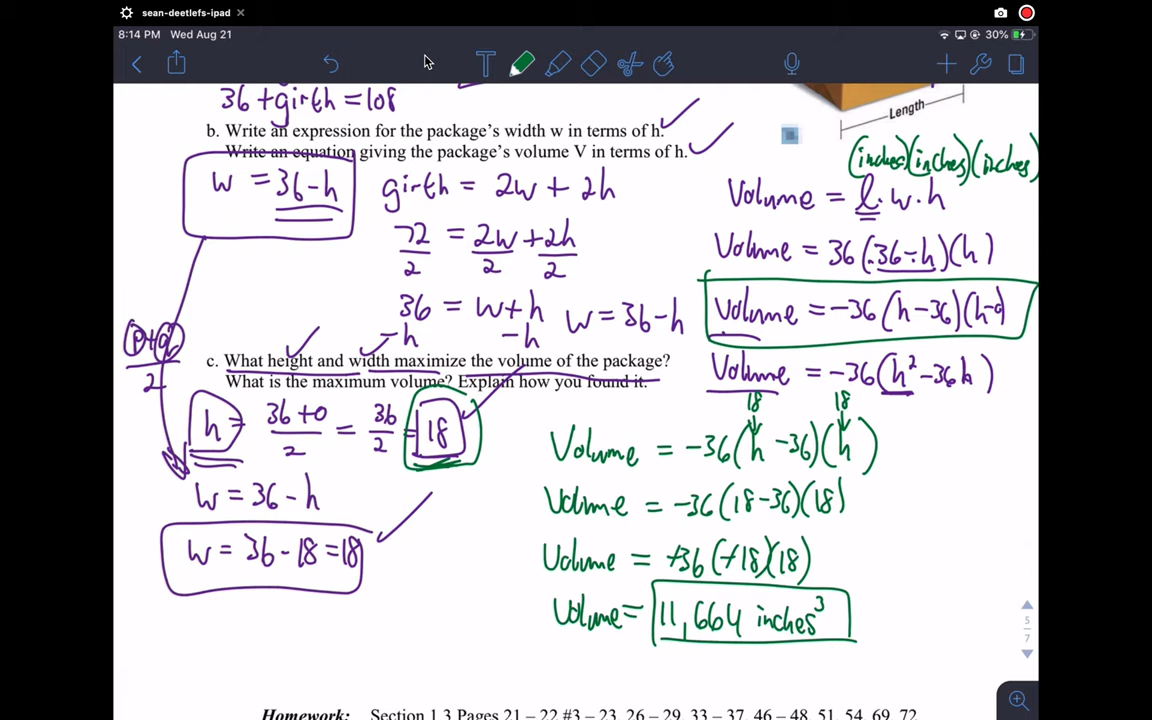 sean-deetlefs-ipad
8:14 PM Wed Aug 21
30%
36 + girth = 108
Length
b. Write an expression for the package's width w in terms of h.
Write an equation giving the package's volume V in terms of h.
(inches)(inches)(inches)
w = 36-h
girth = 2w + 2h
72/2 = 2w/2 + 2h/2
36 = w+h
-h -h
w = 36-h
Volume = l·w·h
Volume = 36(36-h)(h)
Volume = -36(h-36)(h-0)
Volume = -36(h²-36h)
p+q
2
c. What height and width maximize the volume of the package?
What is the maximum volume? Explain how you found it.
h = 36+0/2 = 36/2 = 18
w = 36-h
w = 36-18 = 18
18 18
Volume = -36(h-36)(h)
Volume = -36(18-36)(18)
Volume = +36(+18)(18)
Volume = 11,664 inches³
5
7
Homework: Section 1.3 Pages 21 – 22 #3 – 23, 26 – 29, 33 – 37, 46 – 48, 51, 54, 69, 72